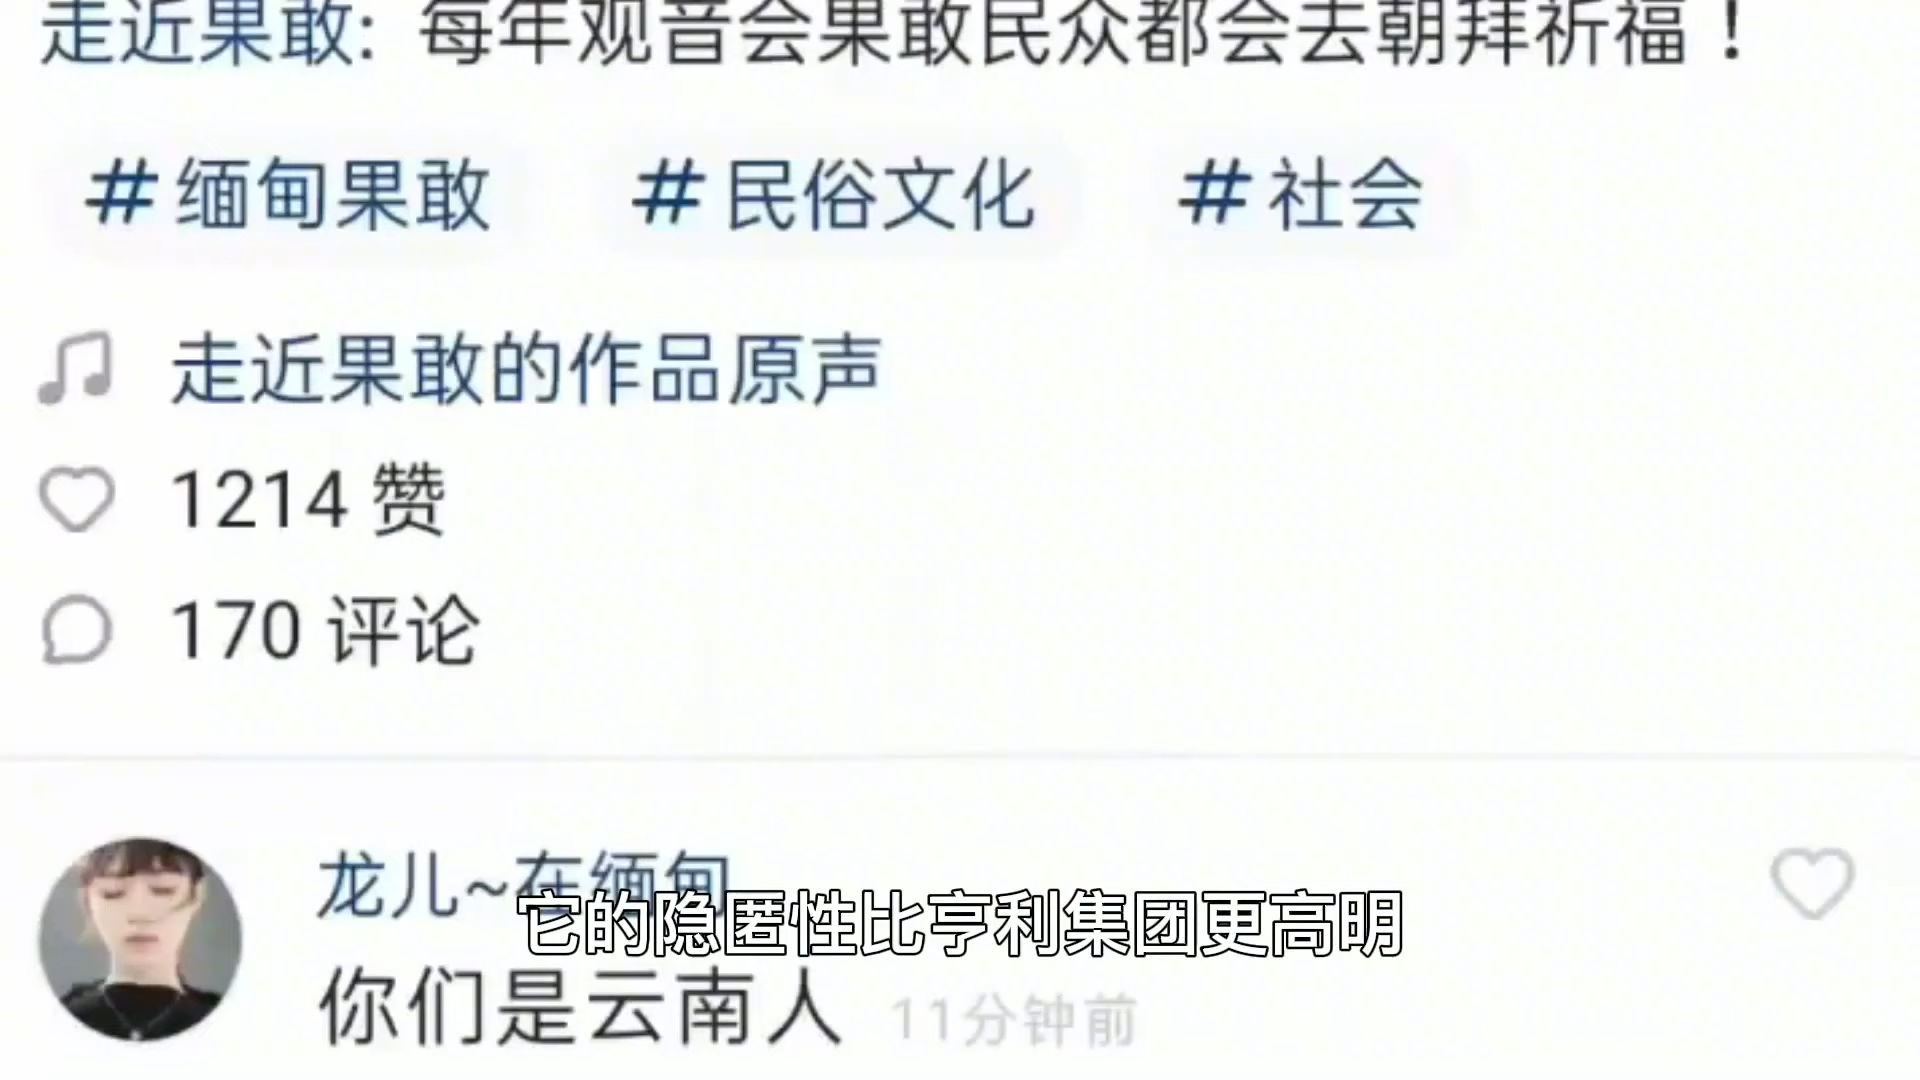 走近果敢: 每年观音会果敢民众都会去朝拜祈福！
#缅甸果敢 #民俗文化 #社会
走近果敢的作品原声
1214 赞
170 评论
龙儿~在缅甸
它的隐匿性比亨利集团更高明
你们是云南人 11分钟前